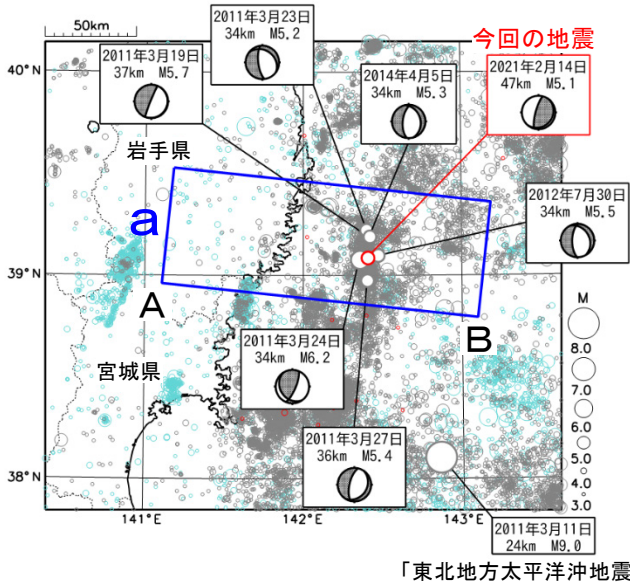 50km
2011年3月23日
34km M5.2
今回の地震
2011年3月19日
37km M5.7
2014年4月5日
34km M5.3
2021年2月14日
47km M5.1
40°N
岩手県
2012年7月30日
34km M5.5
a
39°N
A
B
M
8.0
7.0
6.0
5.0
4.0
3.0
宮城県
2011年3月24日
34km M6.2
2011年3月27日
36km M5.4
38°N
141°E
142°E
143°E
2011年3月11日
24km M9.0
「東北地方太平洋沖地震